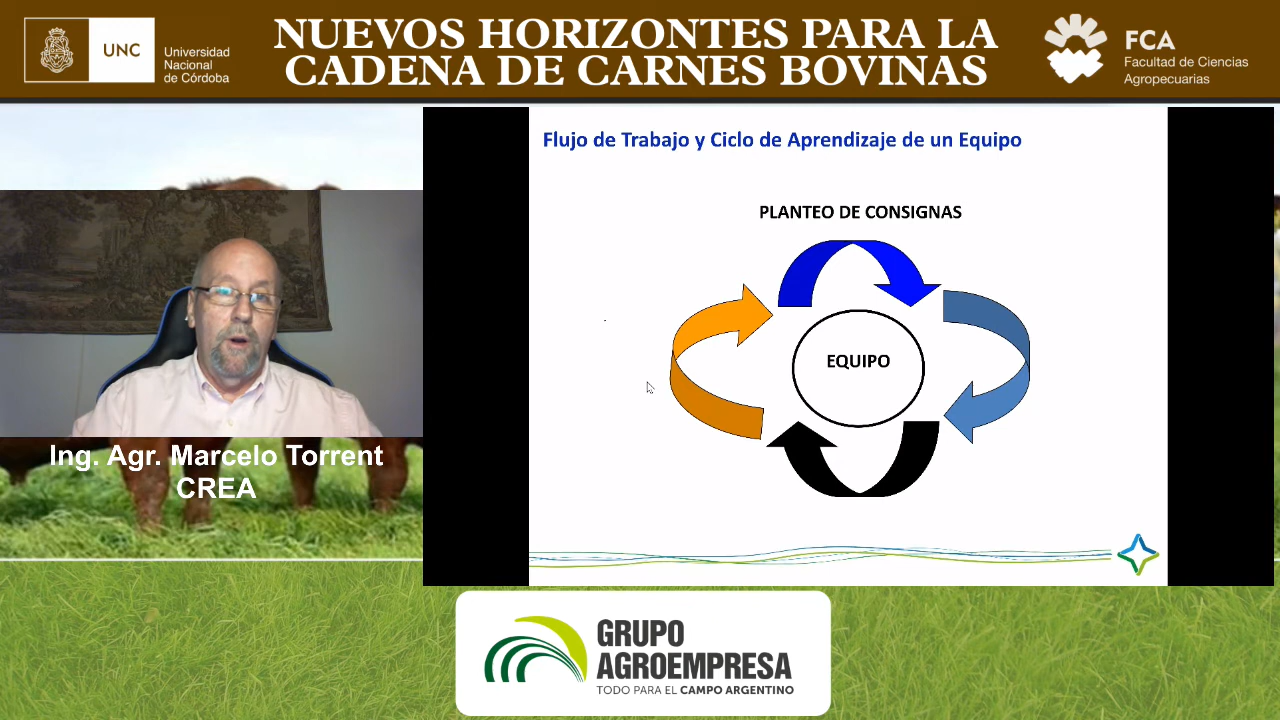 UNC
Universidad
Nacional
de Córdoba
NUEVOS HORIZONTES PARA LA
CADENA DE CARNES BOVINAS
FCA
Facultad de Ciencias
Agropecuarias
Flujo de Trabajo y Ciclo de Aprendizaje de un Equipo
PLANTEO DE CONSIGNAS
EQUIPO
Ing. Agr. Marcelo Torrent
CREA
GRUPO
AGROEMPRESA
TODO PARA EL CAMPO ARGENTINO